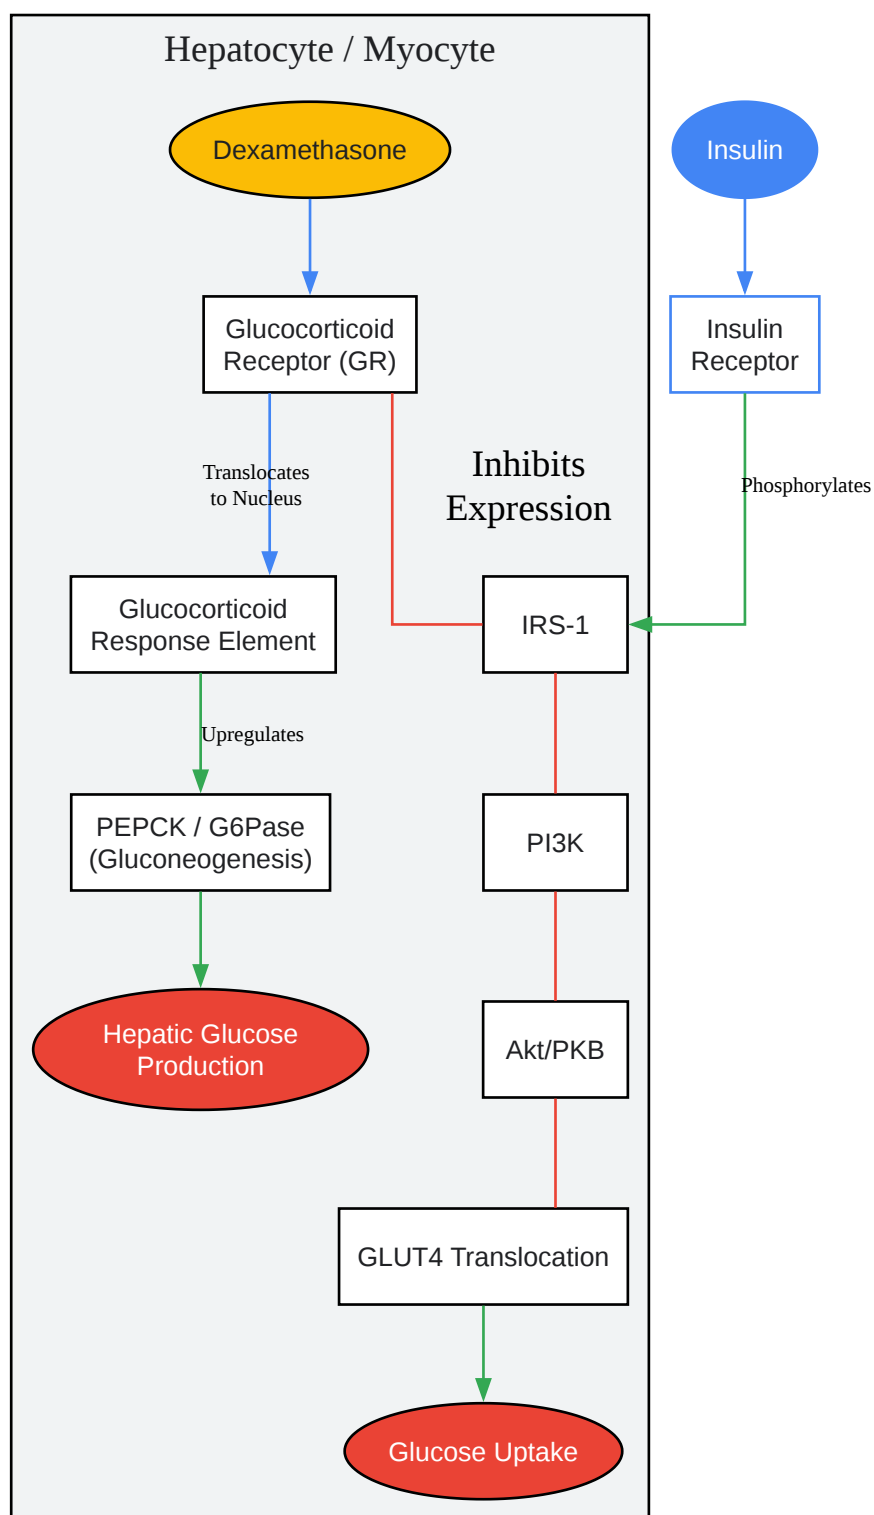 Hepatocyte / Myocyte
Dexamethasone
Insulin
Glucocorticoid
Receptor (GR)
Insulin
Receptor
Translocates
to Nucleus
Inhibits
Expression
Phosphorylates
Glucocorticoid
Response Element
IRS-1
Upregulates
PEPCK / G6Pase
(Gluconeogenesis)
PI3K
Hepatic Glucose
Production
Akt/PKB
GLUT4 Translocation
Glucose Uptake